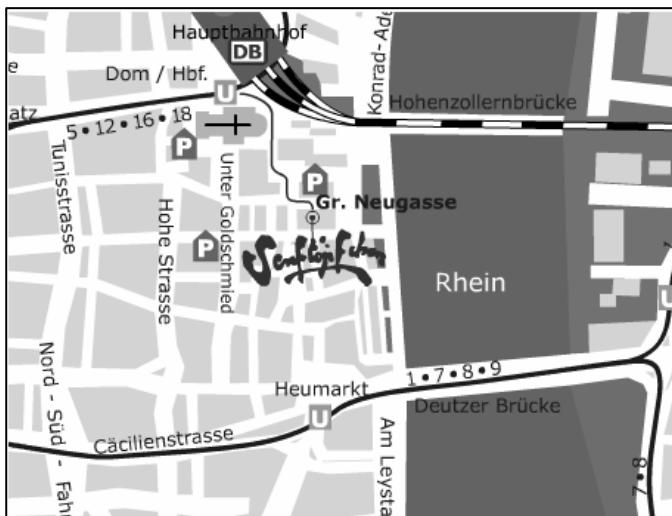 Hauptbahnhof
DB
Dom / Hbf.
U
e
atz
5 • 12 • 16 • 18
P
Konrad-Ade
Hohenzollernbrücke
Tunisstrasse
Hohe Strasse
Unter Goldschmied
P
P
Gr. Neugasse
Senftöpfchen
Rhein
U
1 • 7 • 8 • 9
Heumarkt
U
Deutzer Brücke
Cäcilienstrasse
Nord - Süd - Fahr
Am Leysta
7 • 8